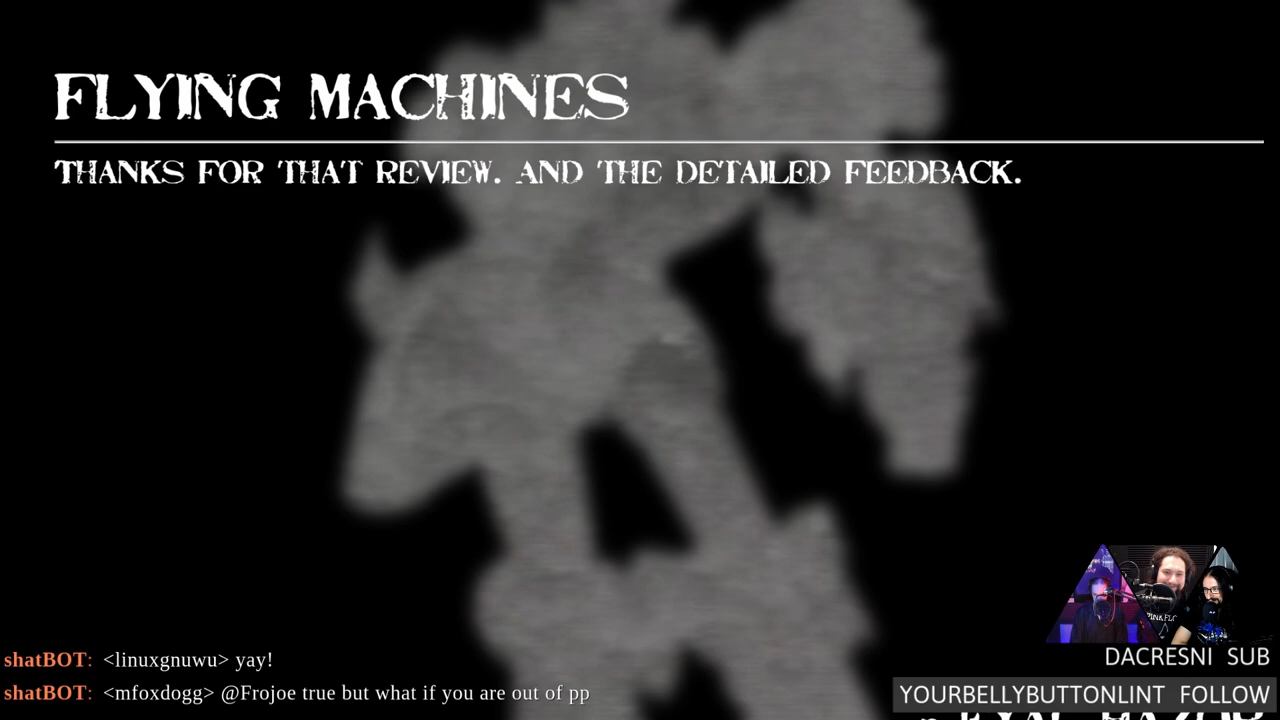 FLYING MACHINES
THANKS FOR THAT REVIEW. AND THE DETAILED FEEDBACK.
shatBOT: <linuxgnuwu> yay!
shatBOT: <mfoxdogg> @Frojoe true but what if you are out of pp
DACRESNI SUB
YOURBELLYBUTTONLINT FOLLOW